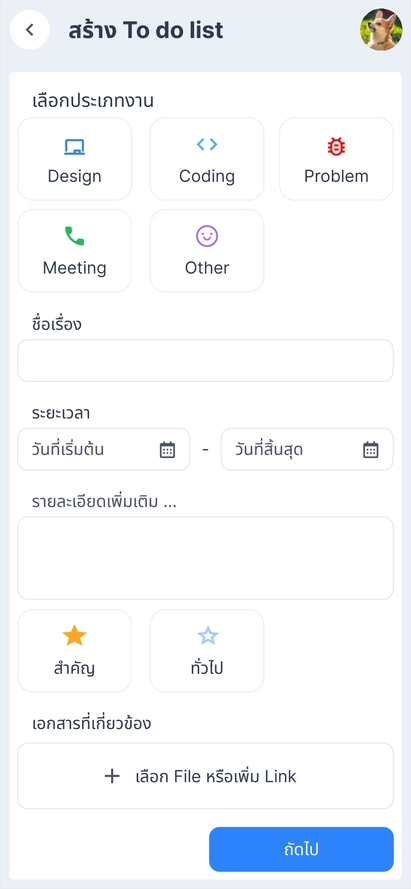 สร้าง To do list
เลือกประเภทงาน
Design Coding Problem
Meeting Other
ชื่อเรื่อง
ระยะเวลา
วันที่เริ่มต้น - วันที่สิ้นสุด
รายละเอียดเพิ่มเติม ...
สำคัญ ทั่วไป
เอกสารที่เกี่ยวข้อง
+ เลือก File หรือเพิ่ม Link
ถัดไป